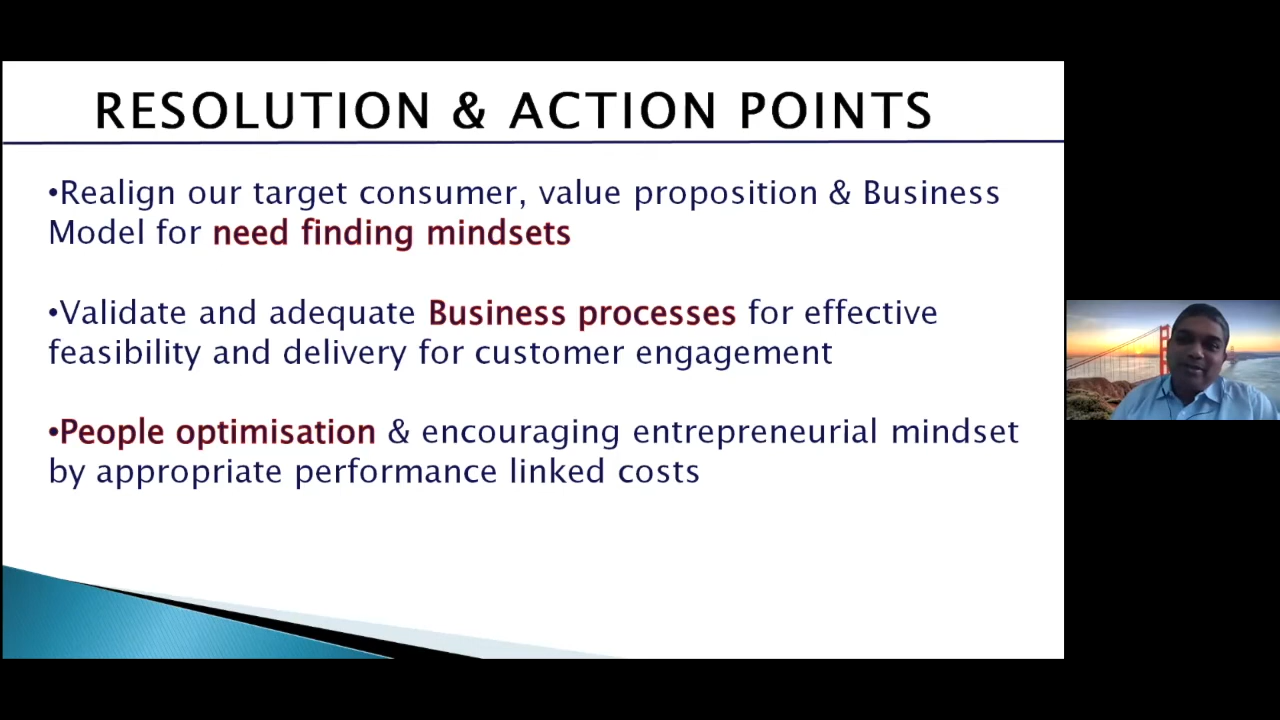 RESOLUTION & ACTION POINTS
•Realign our target consumer, value proposition & Business
Model for need finding mindsets
•Validate and adequate Business processes for effective
feasibility and delivery for customer engagement
•People optimisation & encouraging entrepreneurial mindset
by appropriate performance linked costs